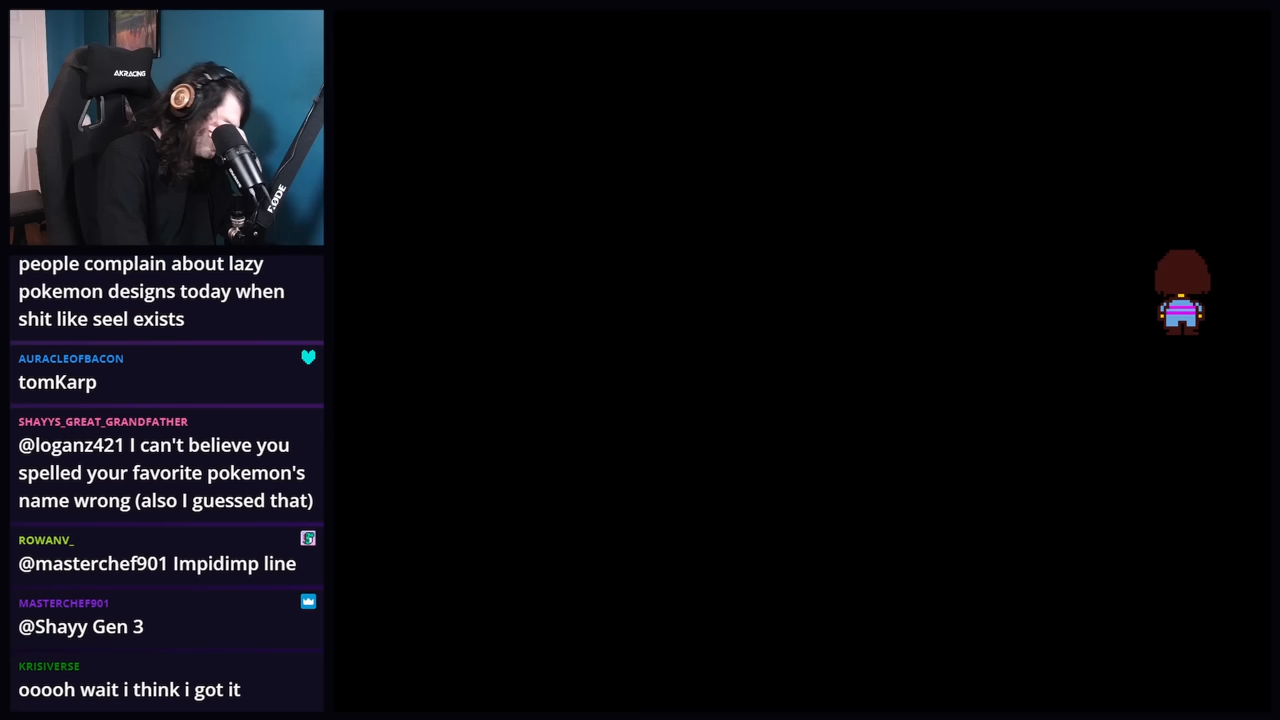 AKRACING
RØDE
people complain about lazy
pokemon designs today when
shit like seel exists
AURACLEOFBACON
tomKarp
SHAYYS_GREAT_GRANDFATHER
@loganz421 I can't believe you
spelled your favorite pokemon's
name wrong (also I guessed that)
ROWANV_
@masterchef901 Impidimp line
MASTERCHEF901
@Shayy Gen 3
KRISIVERSE
ooooh wait i think i got it